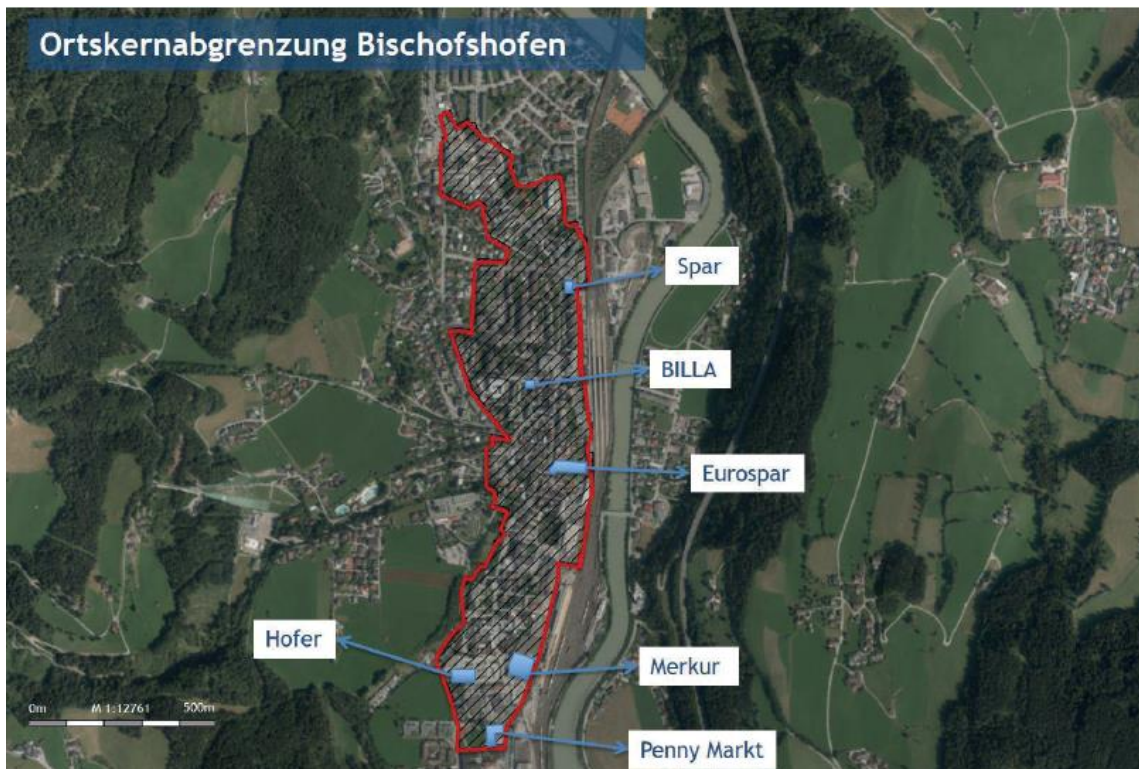 Ortskernabgrenzung Bischofshofen
Spar
BILLA
Eurospar
Hofer
Merkur
0m M 1:12761 500m
Penny Markt